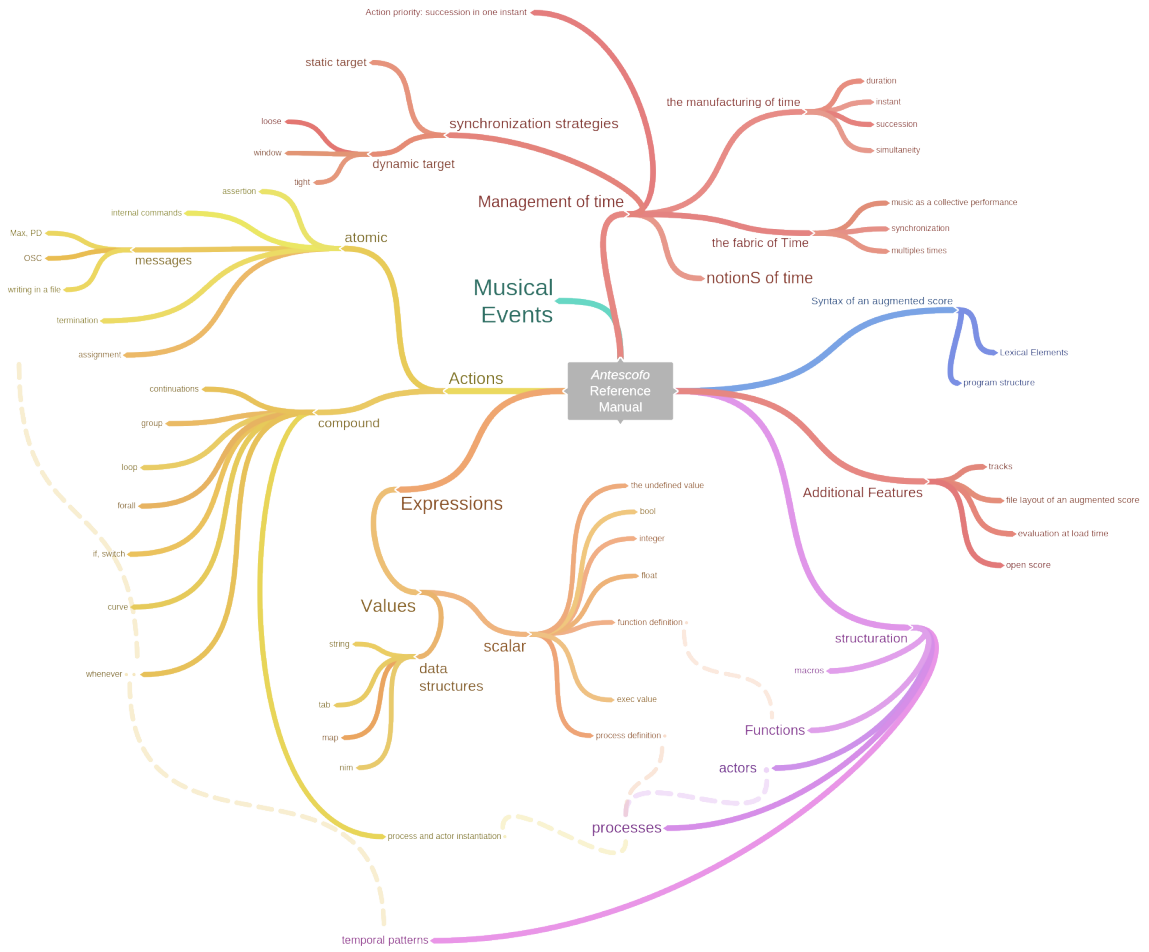 Action priority: succession in one instant
static target
duration
the manufacturing of time
instant
loose
synchronization strategies
succession
window
dynamic target
simultaneity
tight
assertion
Management of time
music as a collective performance
internal commands
synchronization
Max, PD
atomic
the fabric of Time
multiples times
OSC
messages
notionS of time
writing in a file
Musical
Events
Syntax of an augmented score
termination
Lexical Elements
assignment
Antescofo
Reference
Manual
Actions
program structure
continuations
group
compound
loop
tracks
the undefined value
Additional Features
file layout of an augmented score
forall
Expressions
bool
evaluation at load time
integer
if, switch
open score
float
curve
Values
function definition
scalar
structuration
string
data
structures
macros
whenever
tab
exec value
map
process definition
Functions
nim
actors
process and actor instantiation
processes
temporal patterns